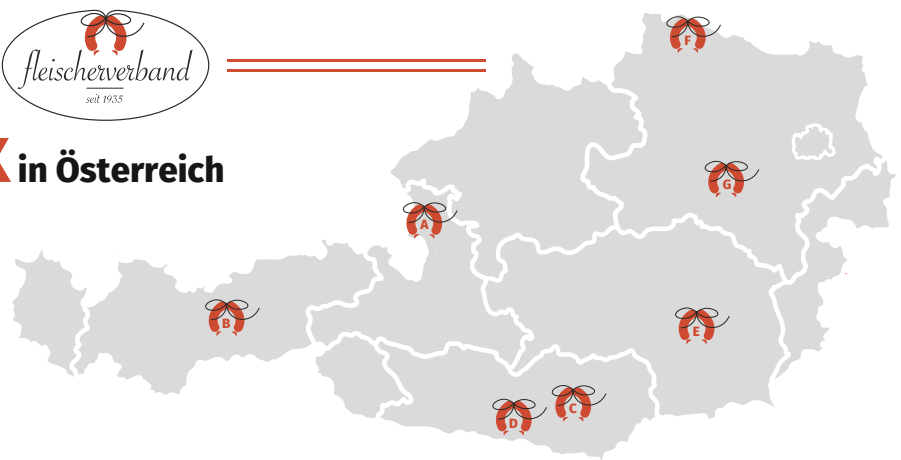 fleischerverband
seit 1935
X in Österreich
F
G
A
B
E
C
D